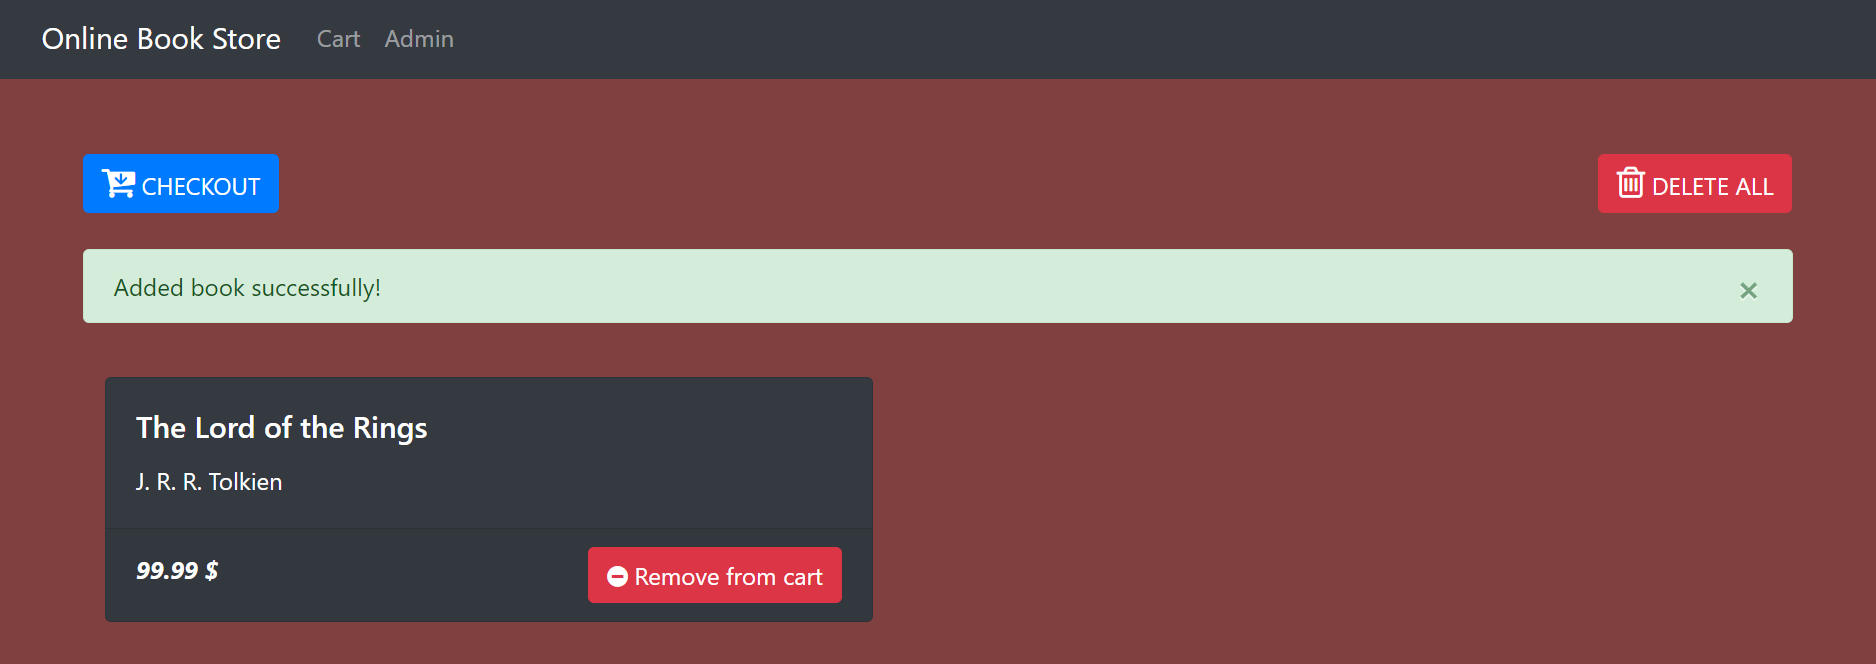 Online Book Store Cart Admin
CHECKOUT
DELETE ALL
Added book successfully!
×
The Lord of the Rings
J. R. R. Tolkien
99.99 $
Remove from cart